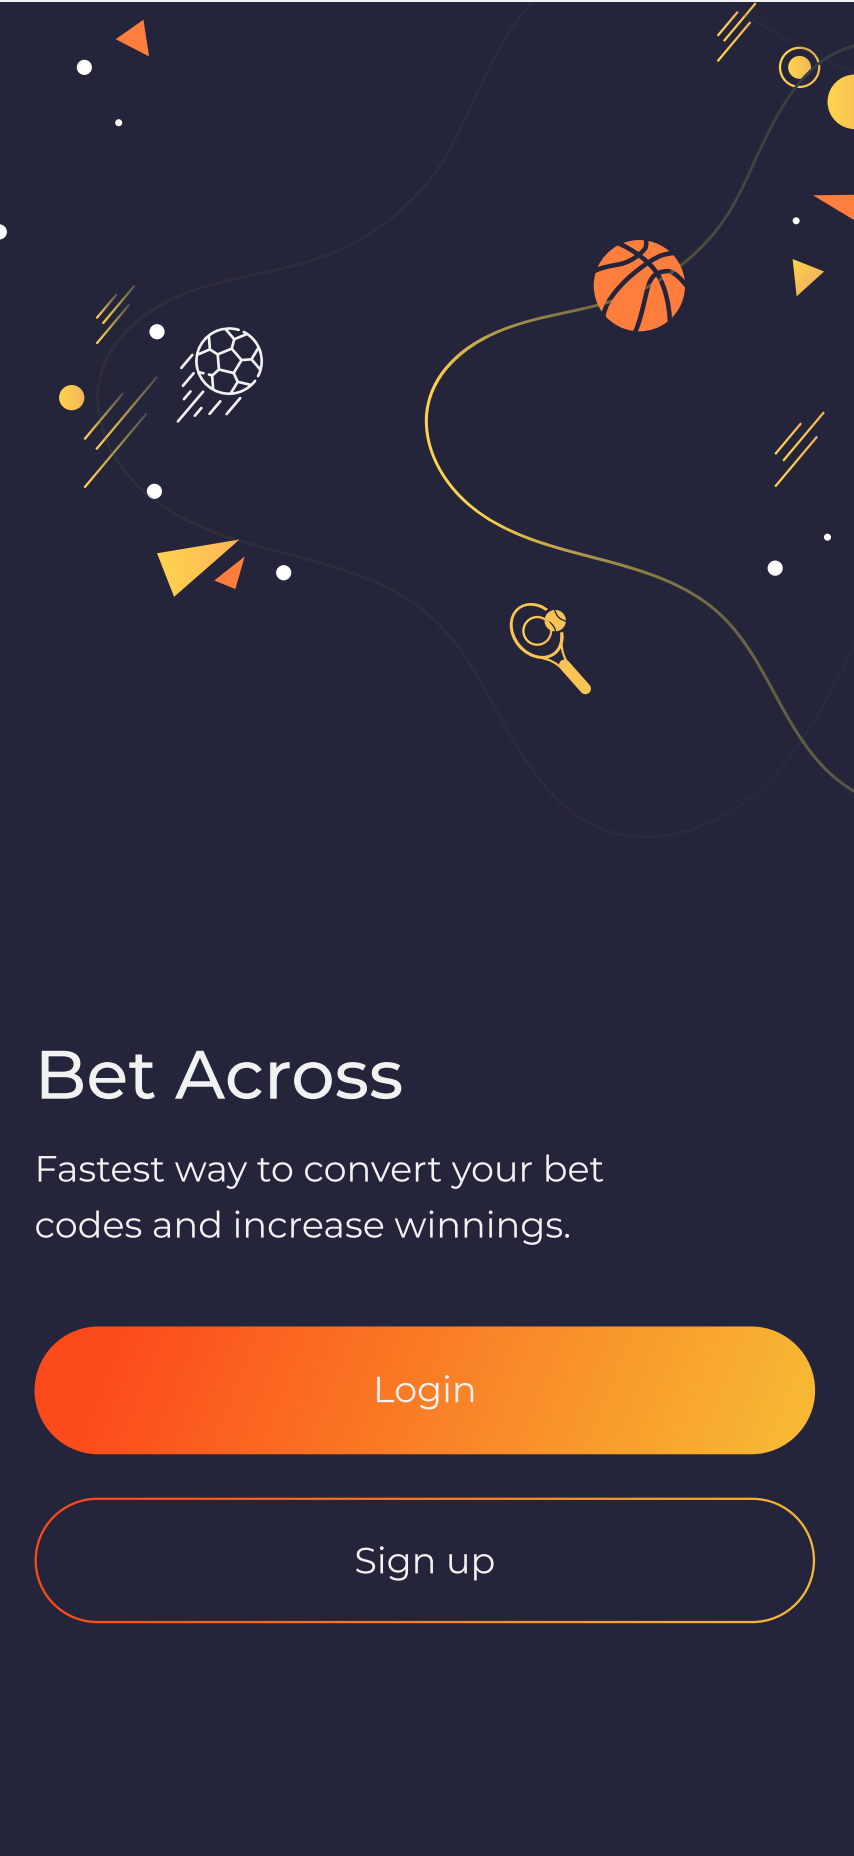 Bet Across
Fastest way to convert your bet
codes and increase winnings.
Login
Sign up